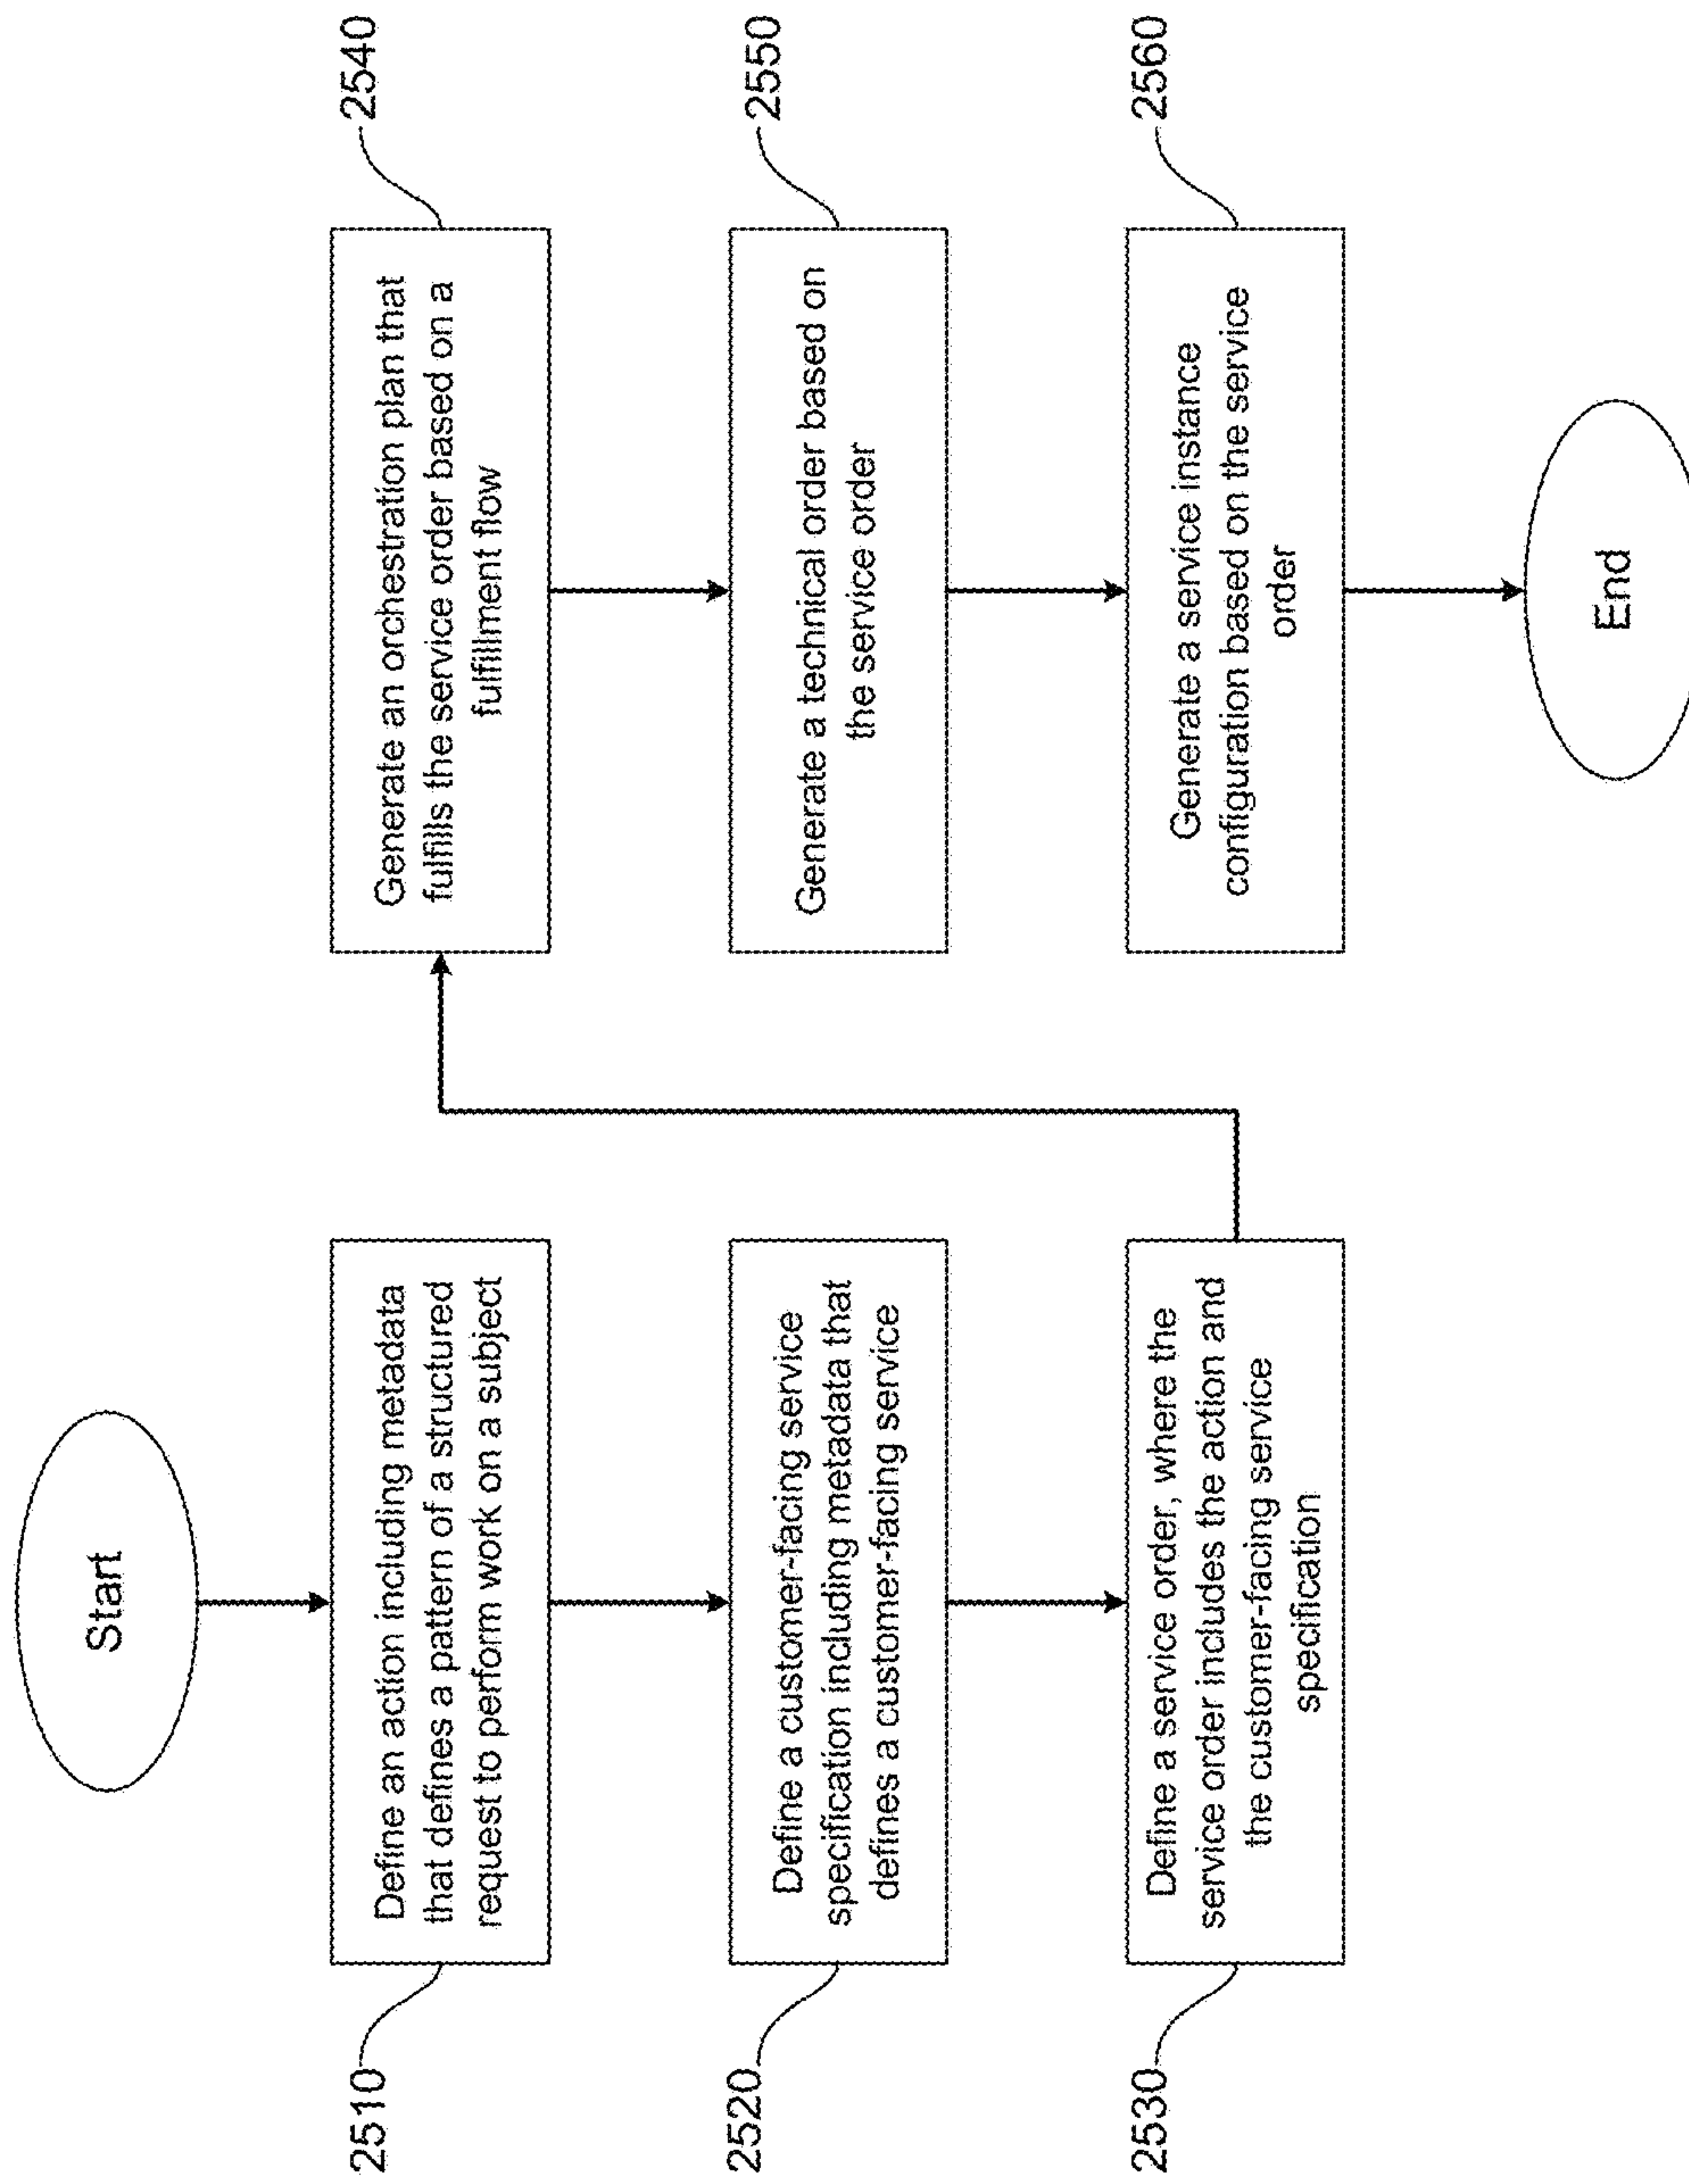 Start
2510
Define an action including metadata
that defines a pattern of a structured
request to perform work on a subject
2520
Define a customer-facing service
specification including metadata that
defines a customer-facing service
2530
Define a service order, where the
service order includes the action and
the customer-facing service
specification
2540
Generate an orchestration plan that
fulfills the service order based on a
fulfillment flow
2550
Generate a technical order based on
the service order
2560
Generate a service instance
configuration based on the service
order
End